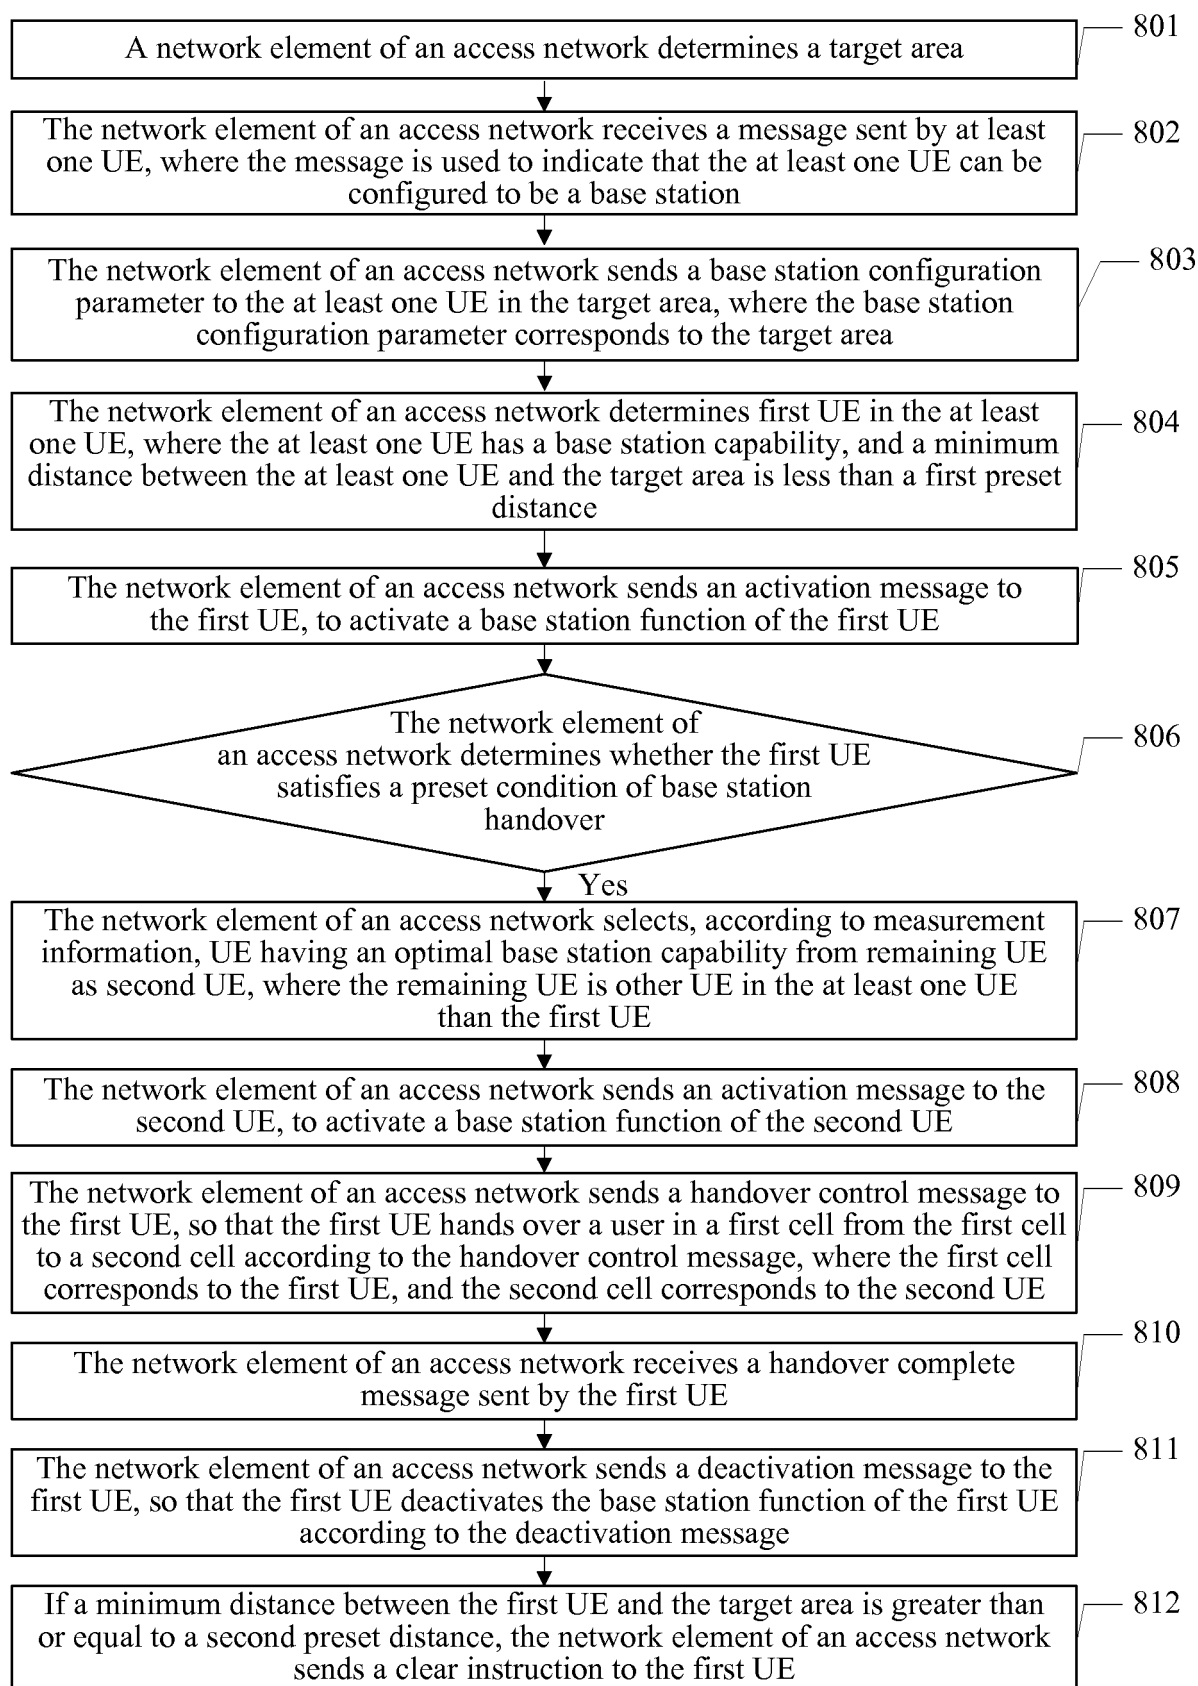 801
A network element of an access network determines a target area
802
The network element of an access network receives a message sent by at least
one UE, where the message is used to indicate that the at least one UE can be
configured to be a base station
803
The network element of an access network sends a base station configuration
parameter to the at least one UE in the target area, where the base station
configuration parameter corresponds to the target area
804
The network element of an access network determines first UE in the at least
one UE, where the at least one UE has a base station capability, and a minimum
distance between the at least one UE and the target area is less than a first preset
distance
805
The network element of an access network sends an activation message to
the first UE, to activate a base station function of the first UE
806
The network element of
an access network determines whether the first UE
satisfies a preset condition of base station
handover
Yes
807
The network element of an access network selects, according to measurement
information, UE having an optimal base station capability from remaining UE
as second UE, where the remaining UE is other UE in the at least one UE
than the first UE
808
The network element of an access network sends an activation message to the
second UE, to activate a base station function of the second UE
809
The network element of an access network sends a handover control message to
the first UE, so that the first UE hands over a user in a first cell from the first cell
to a second cell according to the handover control message, where the first cell
corresponds to the first UE, and the second cell corresponds to the second UE
810
The network element of an access network receives a handover complete
message sent by the first UE
811
The network element of an access network sends a deactivation message to the
first UE, so that the first UE deactivates the base station function of the first UE
according to the deactivation message
812
If a minimum distance between the first UE and the target area is greater than
or equal to a second preset distance, the network element of an access network
sends a clear instruction to the first UE